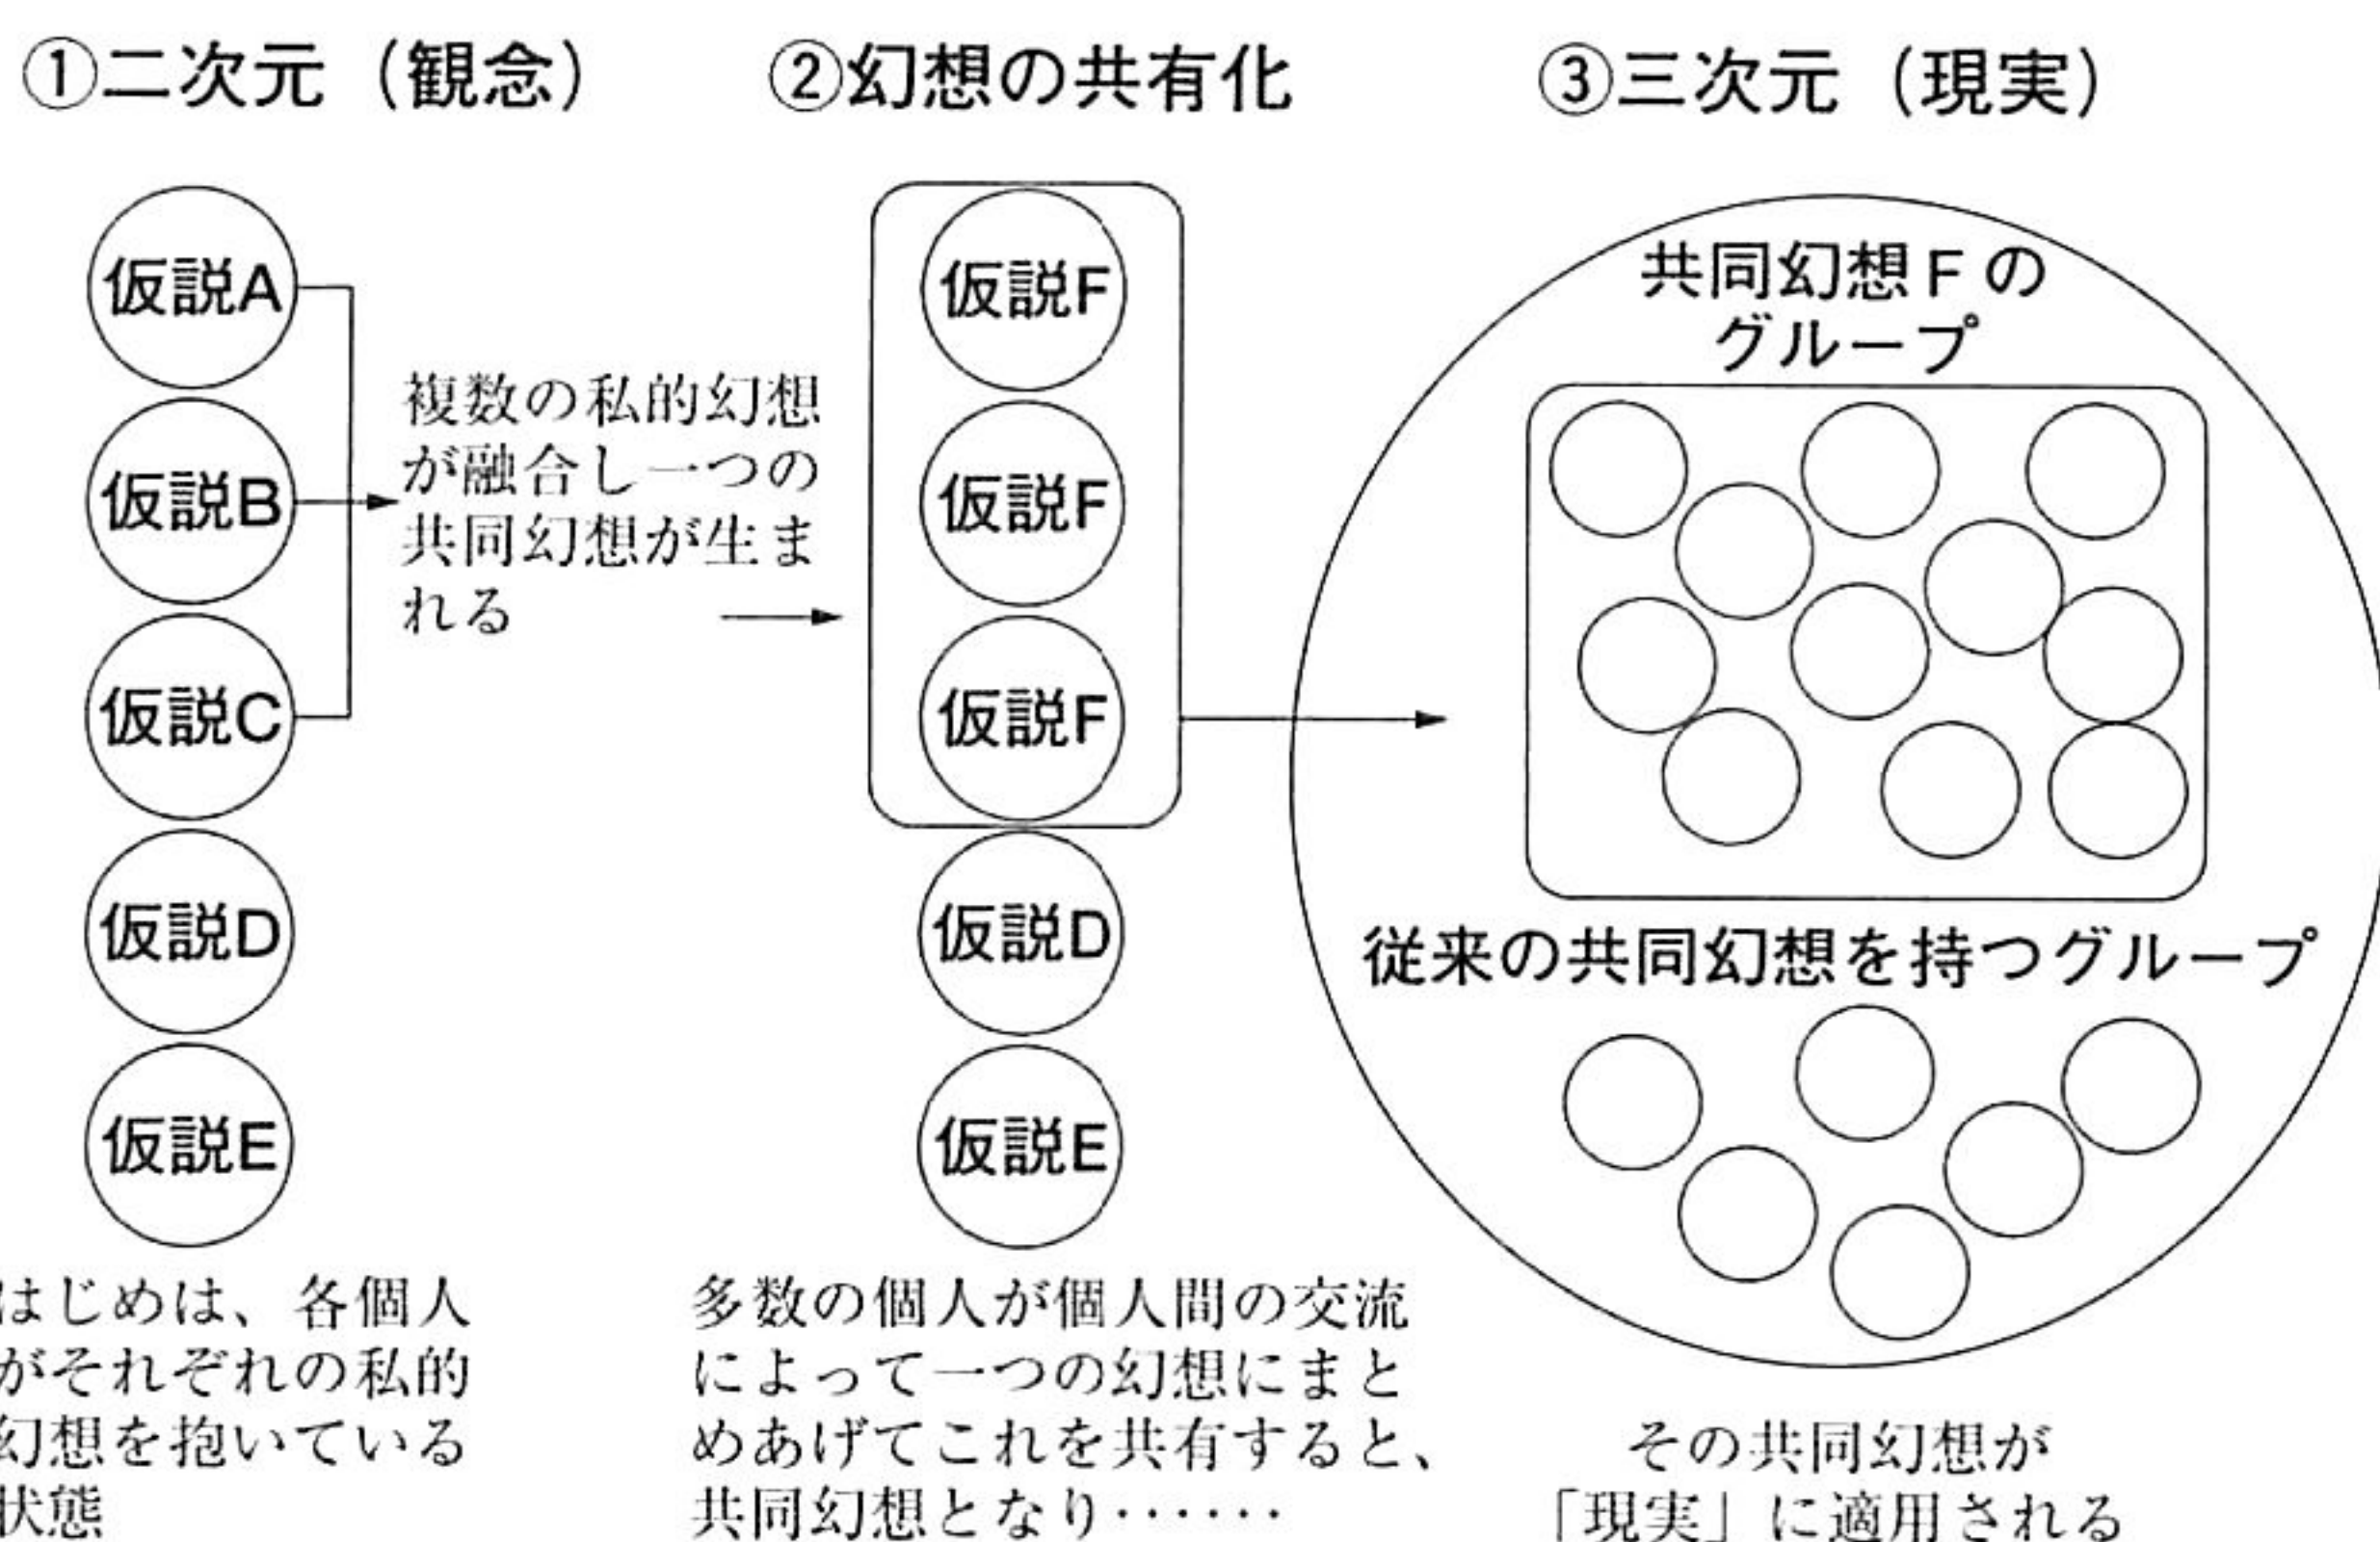 ①二次元（観念）
仮説A
仮説B
仮説C
仮説D
仮説E
はじめは、各個人
がそれぞれの私的
幻想を抱いている
状態
複数の私的幻想
が融合し一つの
共同幻想が生ま
れる
②幻想の共有化
仮説F
仮説F
仮説F
仮説D
仮説E
多数の個人が個人間の交流
によって一つの幻想にまと
めあげてこれを共有すると、
共同幻想となり‥‥‥
③三次元（現実）
共同幻想Fの
グループ
従来の共同幻想を持つグループ
その共同幻想が
「現実」に適用される